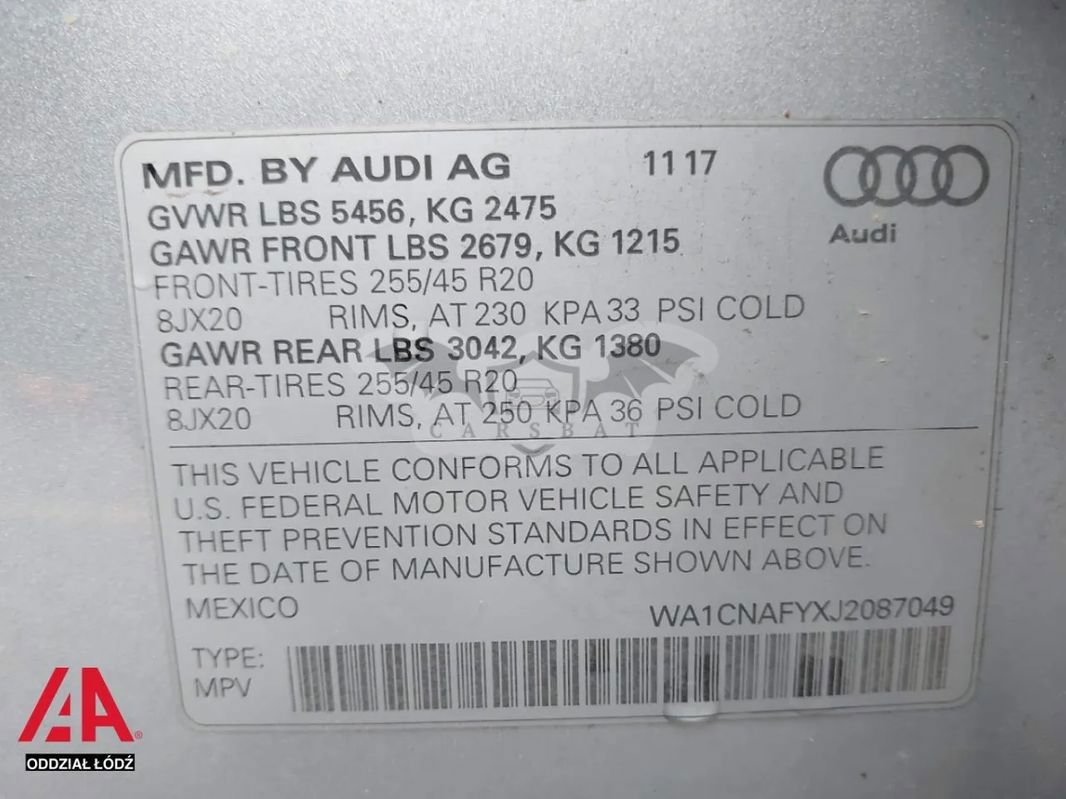 MFD. BY AUDI AG 11 17
Audi
GVWR LBS 5456, KG 2475
GAWR FRONT LBS 2679, KG 1215
FRONT-TIRES 255/45 R20
8JX20 RIMS, AT 230 KPA 33 PSI COLD
GAWR REAR LBS 3042, KG 1380
REAR-TIRES 255/45 R20
8JX20 RIMS, AT 250 KPA 36 PSI COLD
CARSBAT
THIS VEHICLE CONFORMS TO ALL APPLICABLE
U.S. FEDERAL MOTOR VEHICLE SAFETY AND
THEFT PREVENTION STANDARDS IN EFFECT ON
THE DATE OF MANUFACTURE SHOWN ABOVE.
MEXICO WA1CNAFYXJ2087049
TYPE:
MPV
IAA®
ODDZIAŁ ŁÓDŹ